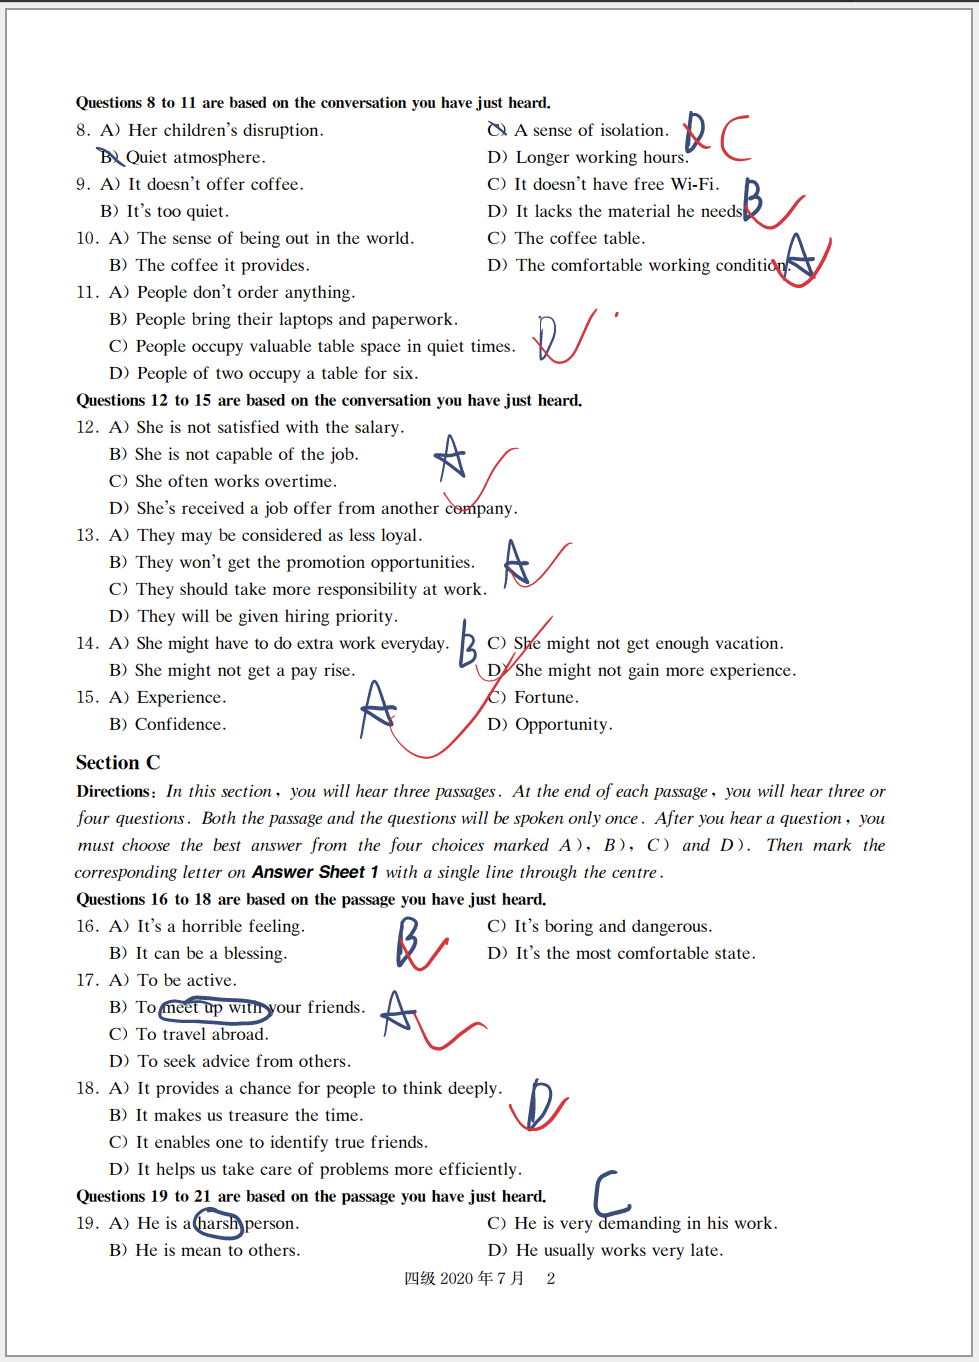 Questions 8 to 11 are based on the conversation you have just heard.
8. A) Her children's disruption. C) A sense of isolation. D C
B) Quiet atmosphere. D) Longer working hours.
9. A) It doesn't offer coffee. C) It doesn't have free Wi-Fi. B
B) It's too quiet. D) It lacks the material he needs.
10. A) The sense of being out in the world. C) The coffee table. A
B) The coffee it provides. D) The comfortable working condition.
11. A) People don't order anything.
B) People bring their laptops and paperwork.
C) People occupy valuable table space in quiet times. D
D) People of two occupy a table for six.
Questions 12 to 15 are based on the conversation you have just heard.
12. A) She is not satisfied with the salary.
B) She is not capable of the job. A
C) She often works overtime.
D) She's received a job offer from another company.
13. A) They may be considered as less loyal.
B) They won't get the promotion opportunities. A
C) They should take more responsibility at work.
D) They will be given hiring priority.
14. A) She might have to do extra work everyday. B C) She might not get enough vacation.
B) She might not get a pay rise. D) She might not gain more experience.
15. A) Experience. A C) Fortune.
B) Confidence. D) Opportunity.
Section C
Directions: In this section, you will hear three passages. At the end of each passage, you will hear three or
four questions. Both the passage and the questions will be spoken only once. After you hear a question, you
must choose the best answer from the four choices marked A), B), C) and D). Then mark the
corresponding letter on Answer Sheet 1 with a single line through the centre.
Questions 16 to 18 are based on the passage you have just heard.
16. A) It's a horrible feeling. B C) It's boring and dangerous.
B) It can be a blessing. D) It's the most comfortable state.
17. A) To be active.
B) To meet up with your friends. A
C) To travel abroad.
D) To seek advice from others.
18. A) It provides a chance for people to think deeply. D
B) It makes us treasure the time.
C) It enables one to identify true friends.
D) It helps us take care of problems more efficiently.
Questions 19 to 21 are based on the passage you have just heard. C
19. A) He is a harsh person. C) He is very demanding in his work.
B) He is mean to others. D) He usually works very late.
四级 2020 年 7 月 2